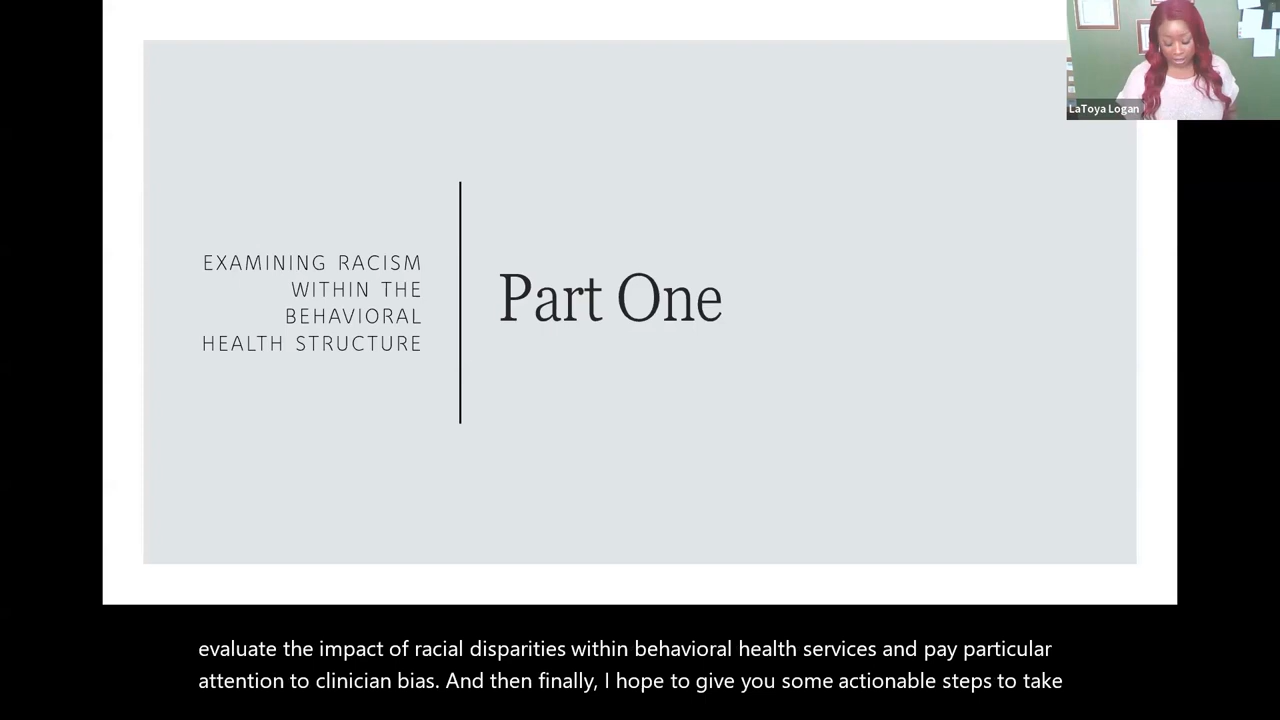 LaToya Logan
EXAMINING RACISM
WITHIN THE
BEHAVIORAL
HEALTH STRUCTURE
Part One
evaluate the impact of racial disparities within behavioral health services and pay particular
attention to clinician bias. And then finally, I hope to give you some actionable steps to take